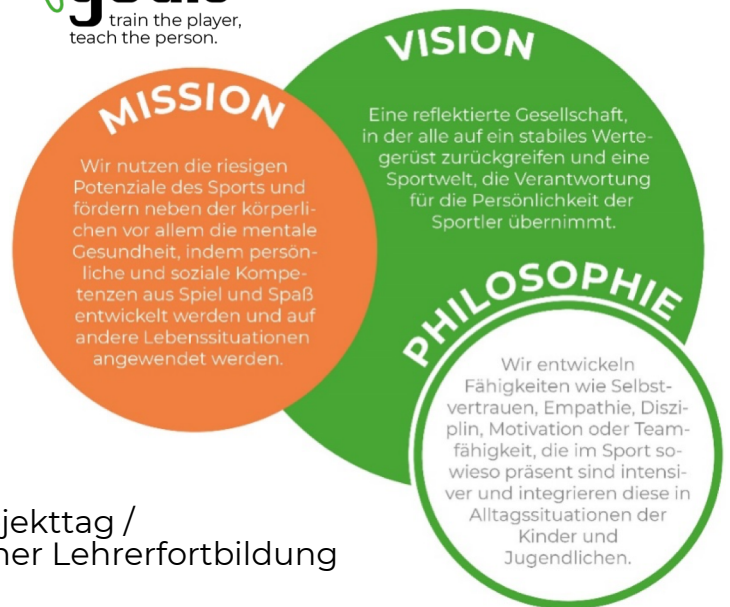 train the player,
teach the person.
VISION
Eine reflektierte Gesellschaft,
in der alle auf ein stabiles Werte-
gerüst zurückgreifen und eine
Sportwelt, die Verantwortung
für die Persönlichkeit der
Sportler übernimmt.
MISSION
Wir nutzen die riesigen
Potenziale des Sports und
fördern neben der körperli-
chen vor allem die mentale
Gesundheit, indem persön-
liche und soziale Kompe-
tenzen aus Spiel und Spaß
entwickelt werden und auf
andere Lebenssituationen
angewendet werden.
PHILOSOPHIE
Wir entwickeln
Fähigkeiten wie Selbst-
vertrauen, Empathie, Diszi-
plin, Motivation oder Team-
fähigkeit, die im Sport so-
wieso präsent sind intensi-
ver und integrieren diese in
Alltagssituationen der
Kinder und
Jugendlichen.
jekttag /
ner Lehrerfortbildung